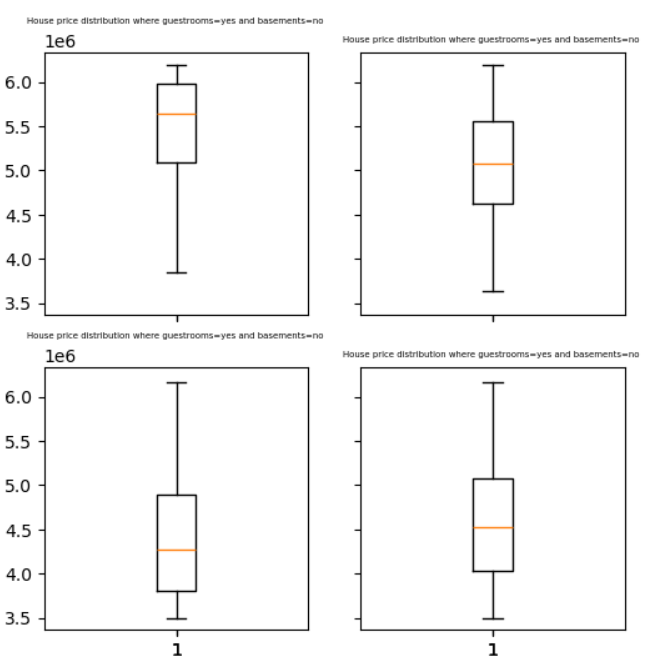 House price distribution where guestrooms=yes and basements=no
House price distribution where guestrooms=yes and basements=no
1e6
6.0
5.5
5.0
4.5
4.0
3.5
House price distribution where guestrooms=yes and basements=no
House price distribution where guestrooms=yes and basements=no
1e6
6.0
5.5
5.0
4.5
4.0
3.5
1
1